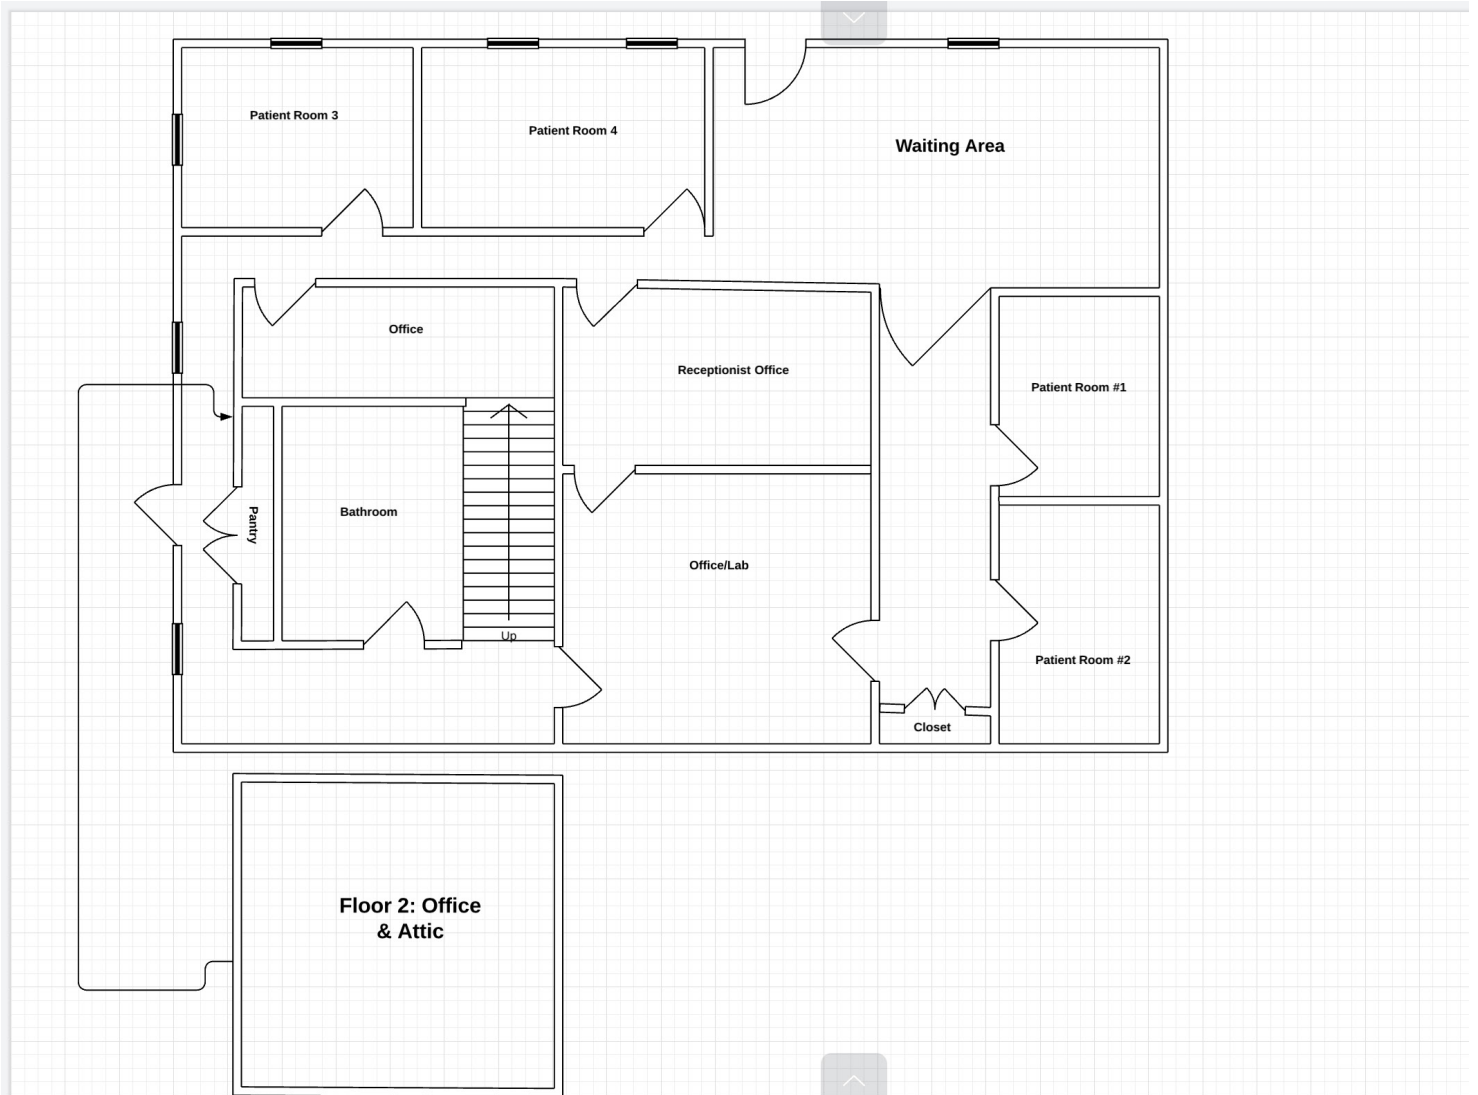 Patient Room 3
Patient Room 4
Waiting Area
Office
Receptionist Office
Patient Room #1
Pantry
Bathroom
Office/Lab
Up
Patient Room #2
Closet
Floor 2: Office
& Attic